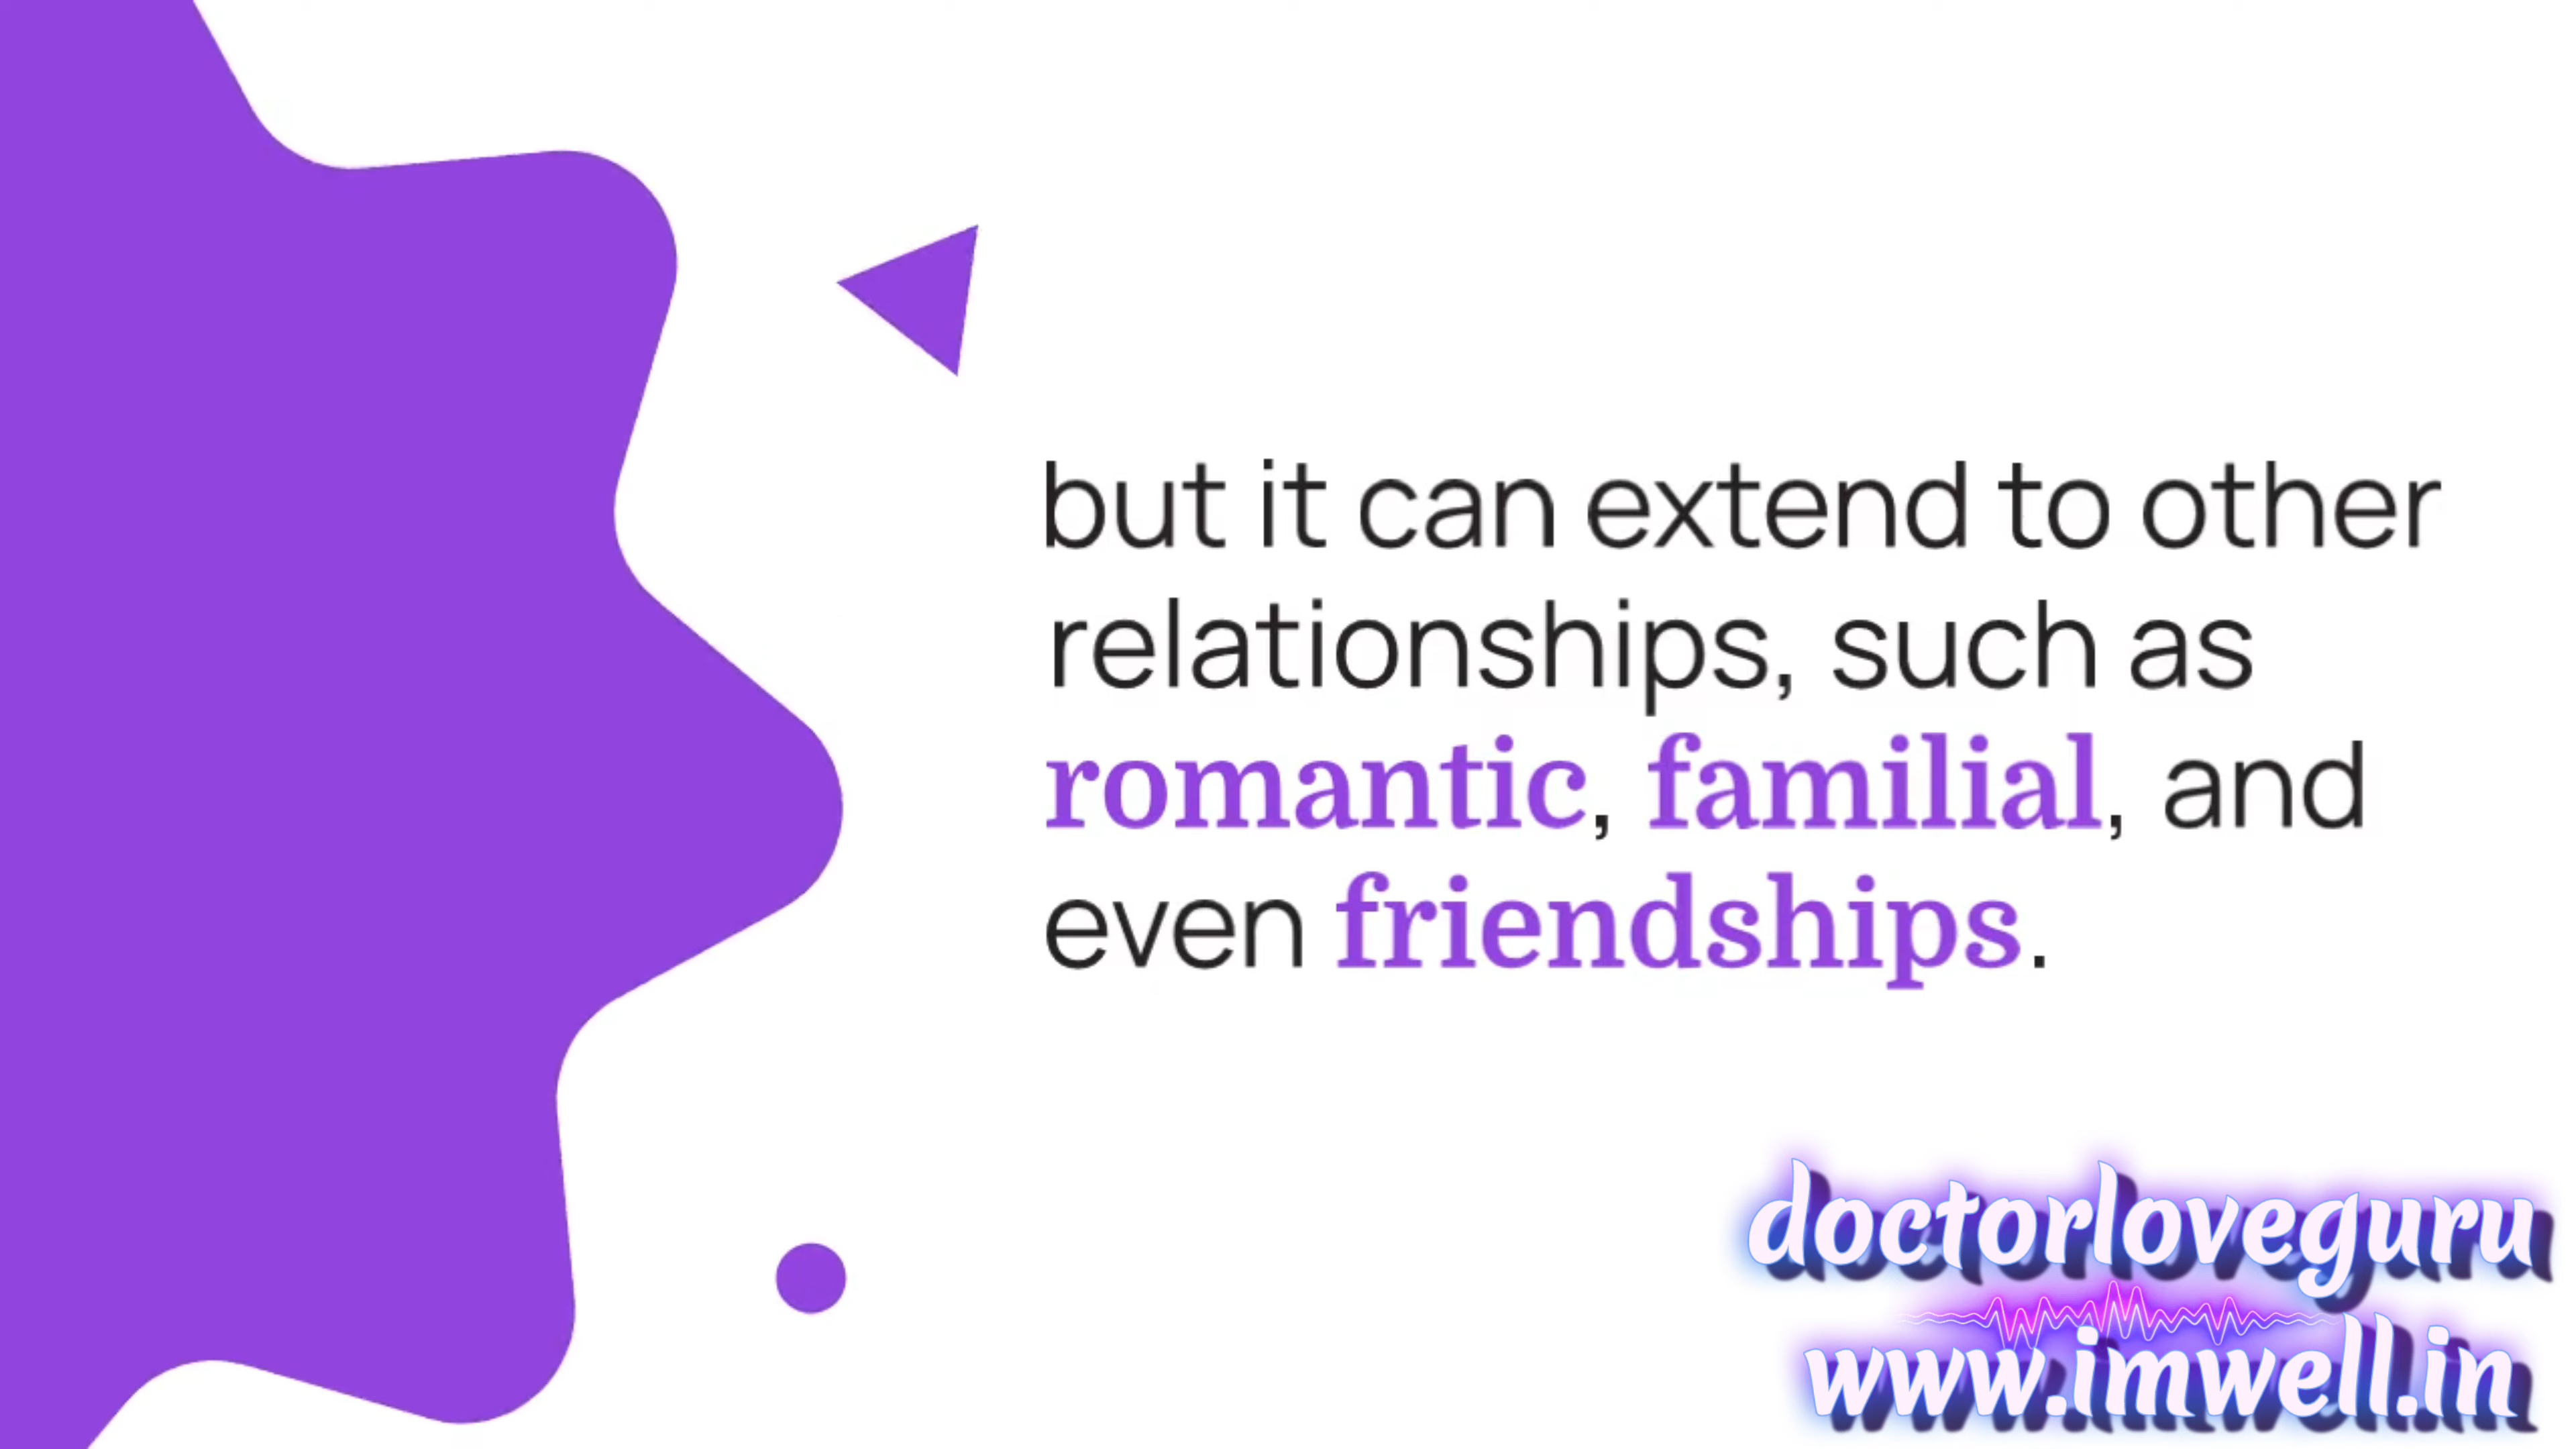 but it can extend to other
relationships, such as
romantic, familial, and
even friendships.
doctorloveguru
www.imwell.in